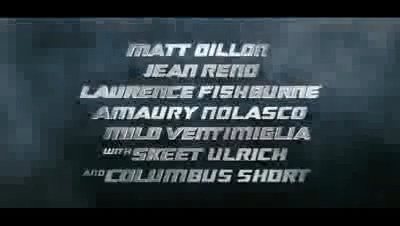 MATT DILLON
JEAN RENO
LAURENCE FISHBURNE
AMAURY NOLASCO
MILO VENTIMIGLIA
WITH SKEET ULRICH
AND COLUMBUS SHORT